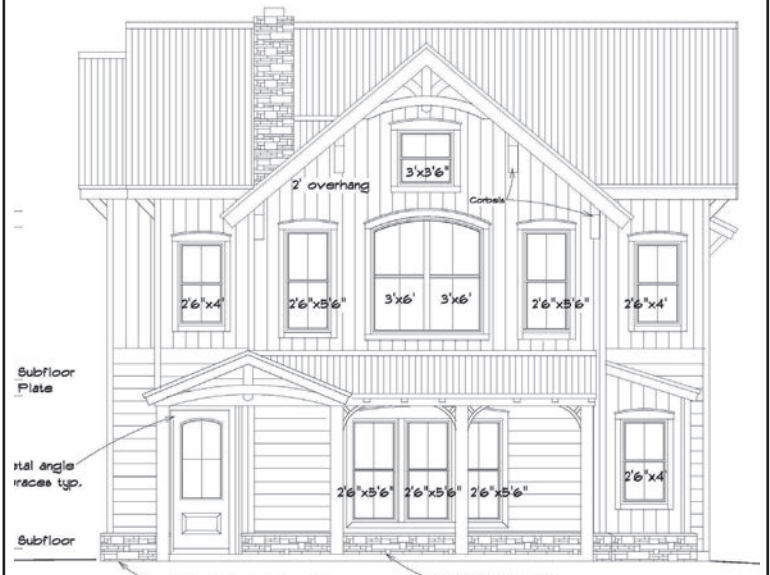 3'x3'6"
2' overhang
Corbels
2'6"x4'
2'6"x5'6"
3'x6'
3'x6'
2'6"x5'6"
2'6"x4'
Subfloor
Plate
etal angle
braces typ.
2'6"x5'6"
2'6"x5'6"
2'6"x5'6"
2'6"x4'
Subfloor